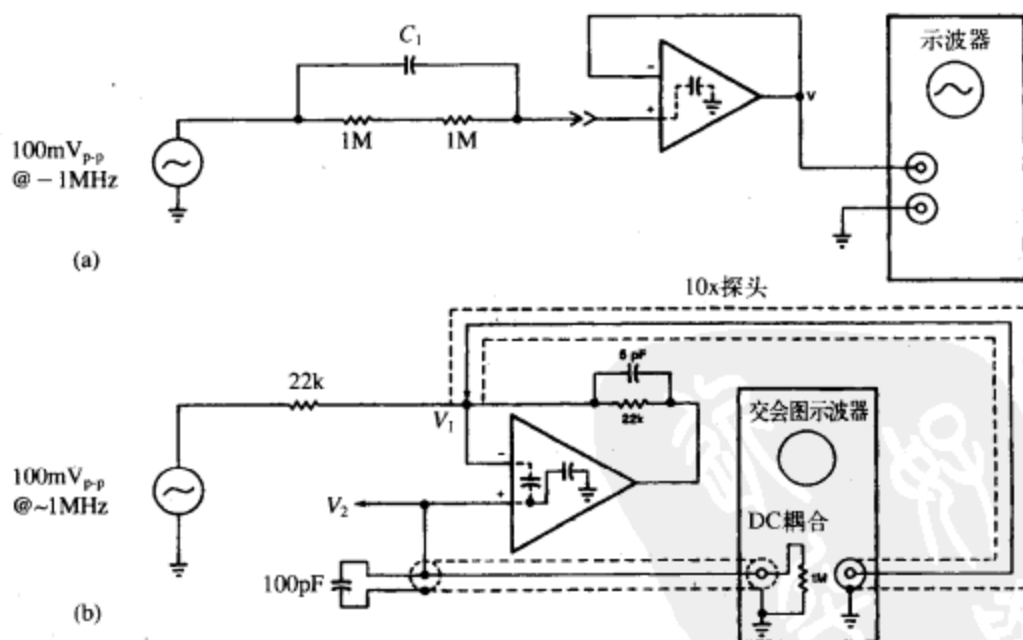 C₁
1M
1M
100mVₚ₋ₚ
@ − 1MHz
-
+
v
示波器
(a)
10x探头
22k
5 pF
22k
V₁
-
+
V₂
100mVₚ₋ₚ
@~1MHz
交会图示波器
DC耦合
1M
100pF
(b)